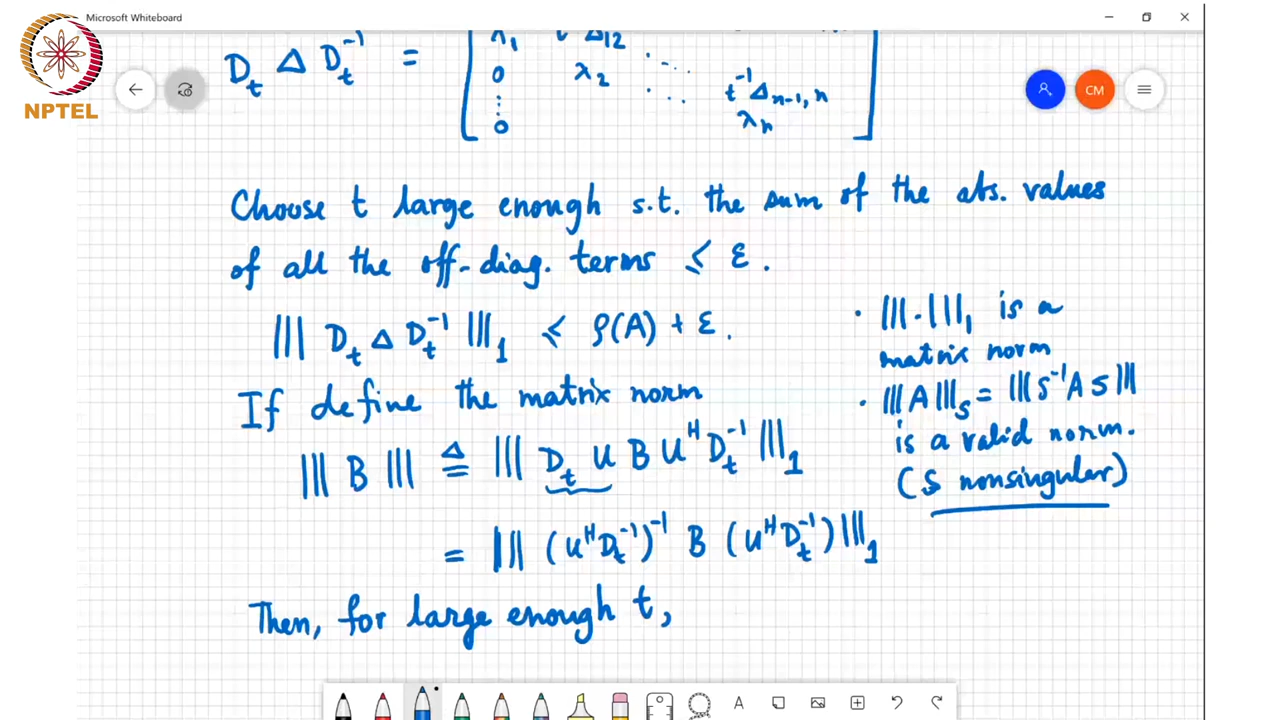 Microsoft Whiteboard
NPTEL
CM
D_t Δ D_t^{-1} = [ λ_1 Δ_12 ⋱
0 λ_2 ⋱ t^{-1} Δ_{n-1, n}
⋮ ⋱
0 λ_n ]
Choose t large enough s.t. the sum of the abs. values
of all the off-diag. terms ≤ ε.
||| D_t Δ D_t^{-1} |||_1 ≤ ρ(A) + ε.
If define the matrix norm
||| B ||| ≜ ||| D_t U B U^H D_t^{-1} |||_1
= ||| (U^H D_t^{-1})^{-1} B (U^H D_t^{-1}) |||_1
Then, for large enough t,
· ||| · |||_1 is a
matrix norm
· ||| A |||_S = ||| S^{-1} A S |||
is a valid norm.
(S nonsingular)
A